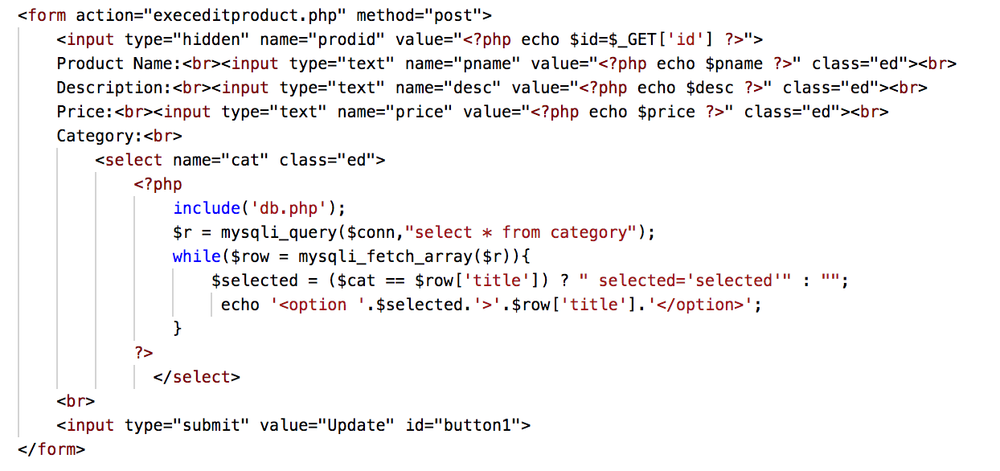 <form action="execeditproduct.php" method="post">
<input type="hidden" name="prodid" value="<?php echo $id=$_GET['id'] ?>">
Product Name:<br><input type="text" name="pname" value="<?php echo $pname ?>" class="ed"><br>
Description:<br><input type="text" name="desc" value="<?php echo $desc ?>" class="ed"><br>
Price:<br><input type="text" name="price" value="<?php echo $price ?>" class="ed"><br>
Category:<br>
<select name="cat" class="ed">
<?php
include('db.php');
$r = mysqli_query($conn,"select * from category");
while($row = mysqli_fetch_array($r)){
$selected = ($cat == $row['title']) ? " selected='selected'" : "";
echo '<option '.$selected.'>'.$row['title'].'</option>';
}
?>
</select>
<br>
<input type="submit" value="Update" id="button1">
</form>